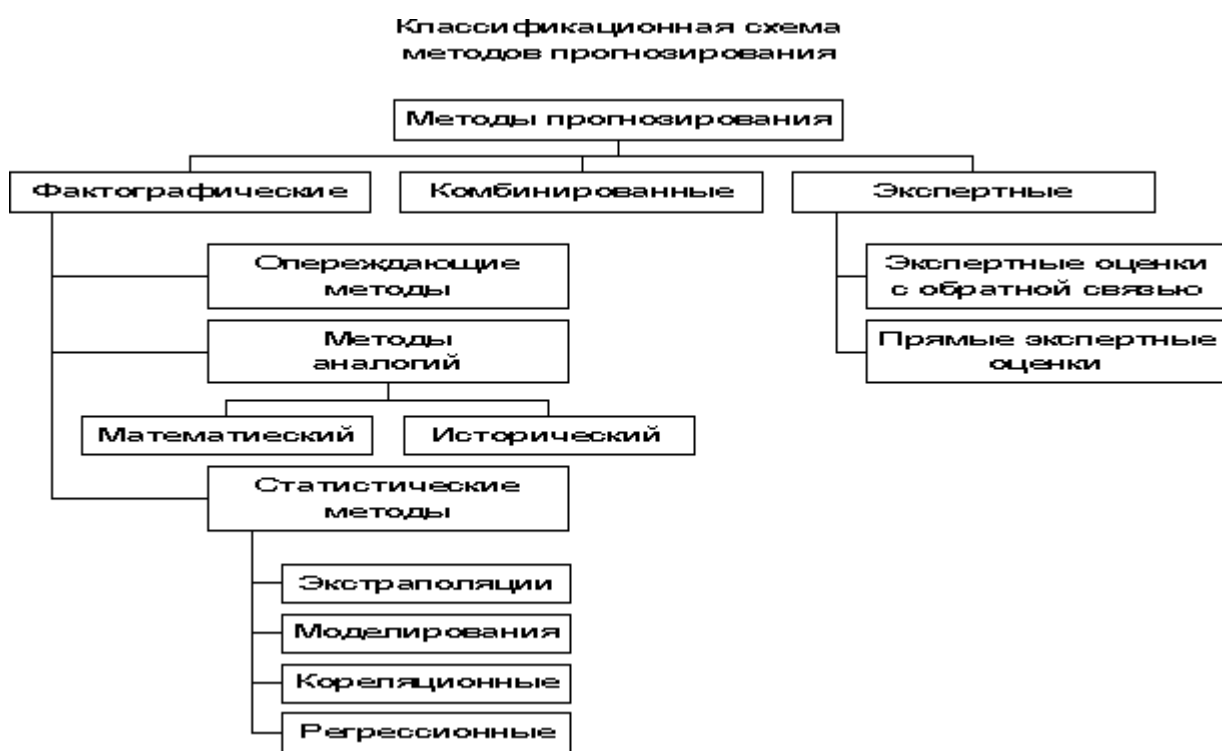 Классификационная схема
методов прогнозирования
Методы прогнозирования
Фактографические
Комбинированные
Экспертные
Опереждающие
методы
Экспертные оценки
с обратной связью
Методы
аналогий
Прямые экспертные
оценки
Математиеский
Исторический
Статистические
методы
Экстраполяции
Моделирования
Кореляционные
Регрессионные